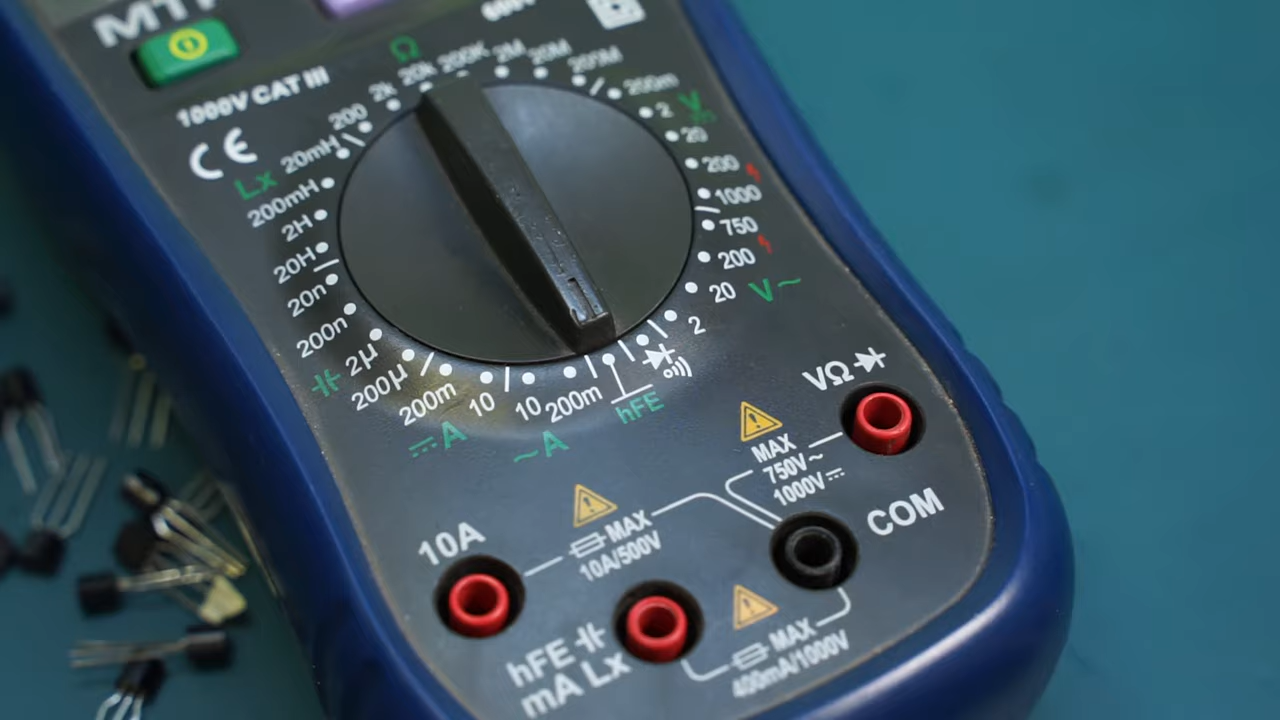 600V
1000V CAT III
CE
Ω
200
2k
20k
200K
2M
20M
200M
200m
2
20
200
1000
V
750
200
20
2
V~
Lx
20mH
200mH
2H
20H
20n
200n
2µ
200µ
200m
10
A
10
200m
~A
hFE
VΩ
MAX
750V~
1000V
COM
10A
MAX
10A/500V
hFE
mA Lx
MAX
400mA/1000V